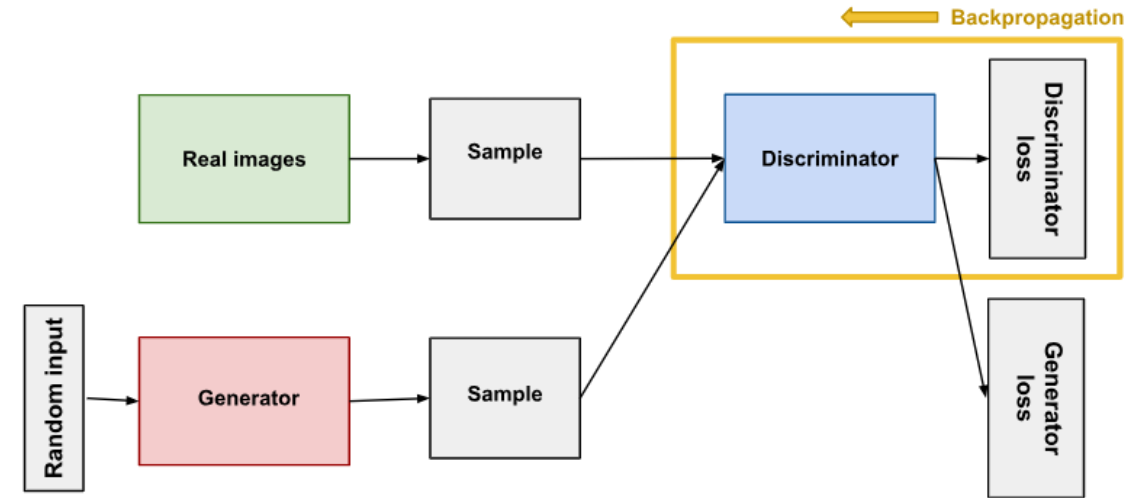 Backpropagation
Real images
Sample
Discriminator
Discriminator
loss
Random input
Generator
Sample
Generator
loss